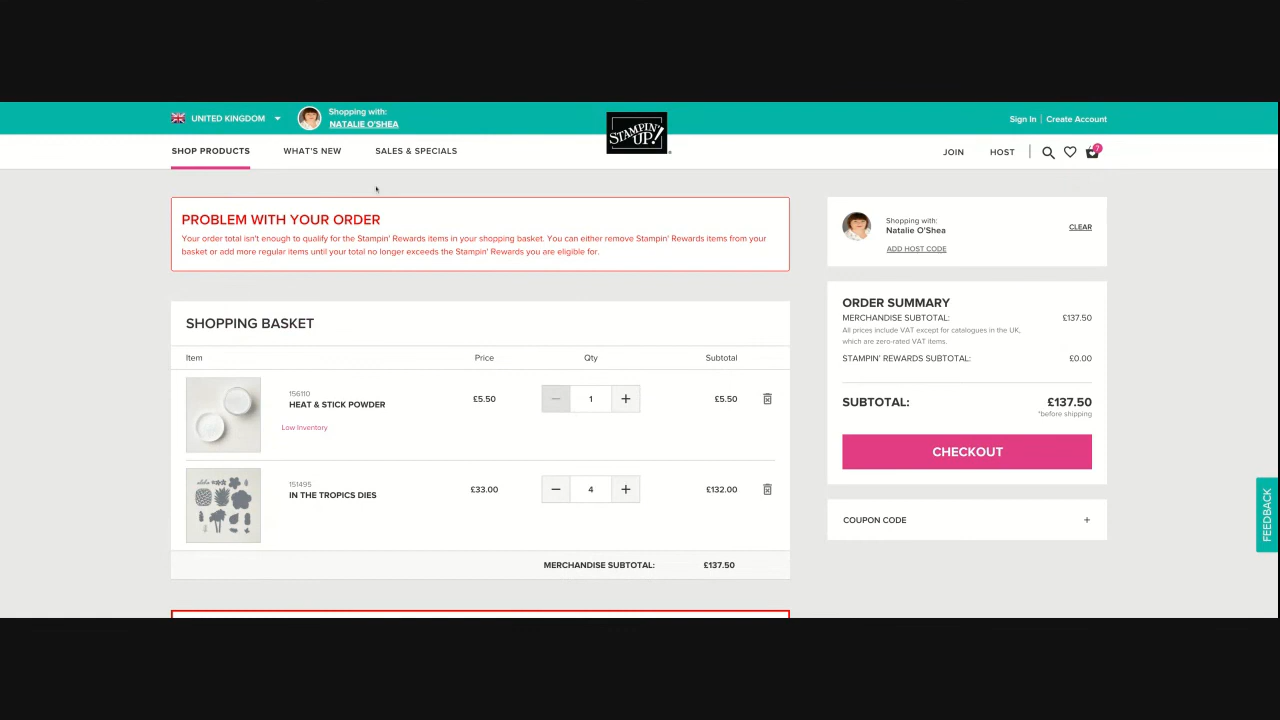 UNITED KINGDOM
Shopping with:
NATALIE O'SHEA
STAMPIN' UP!
Sign In | Create Account
SHOP PRODUCTS
WHAT'S NEW
SALES & SPECIALS
JOIN
HOST
7
PROBLEM WITH YOUR ORDER
Your order total isn't enough to qualify for the Stampin' Rewards items in your shopping basket. You can either remove Stampin' Rewards items from your
basket or add more regular items until your total no longer exceeds the Stampin' Rewards you are eligible for.
Shopping with:
Natalie O'Shea
CLEAR
ADD HOST CODE
SHOPPING BASKET
Item Price Qty Subtotal
156110
HEAT & STICK POWDER
£5.50 − 1 + £5.50
Low Inventory
151495
IN THE TROPICS DIES
£33.00 − 4 + £132.00
MERCHANDISE SUBTOTAL: £137.50
ORDER SUMMARY
MERCHANDISE SUBTOTAL: £137.50
All prices include VAT except for catalogues in the UK,
which are zero-rated VAT items.
STAMPIN' REWARDS SUBTOTAL: £0.00
SUBTOTAL: £137.50
*before shipping
CHECKOUT
COUPON CODE +
FEEDBACK